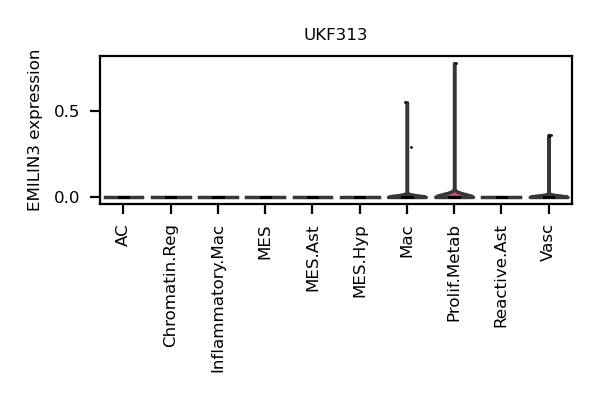 UKF313
EMILIN3 expression
0.5
0.0
AC
Chromatin.Reg
Inflammatory.Mac
MES
MES.Ast
MES.Hyp
Mac
Prolif.Metab
Reactive.Ast
Vasc